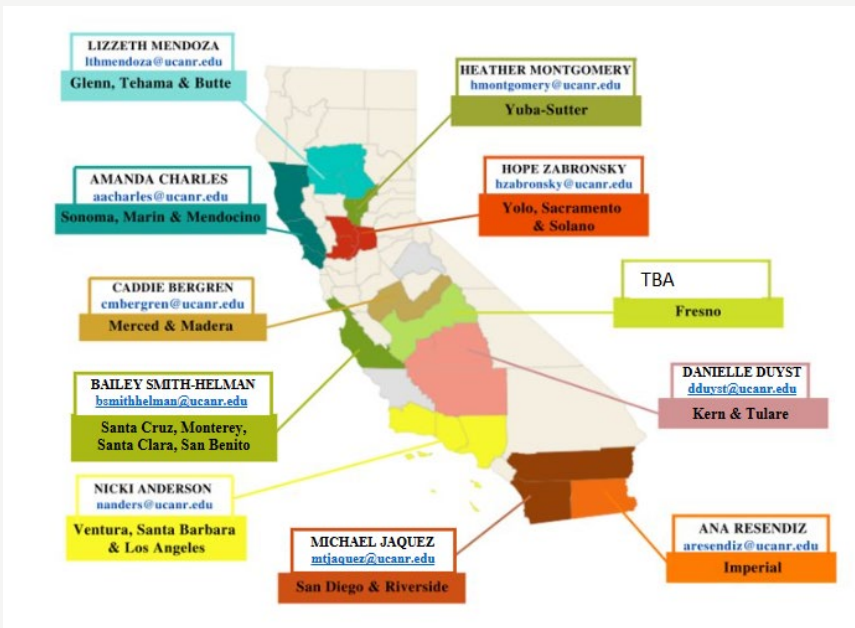 LIZZETH MENDOZA
lthmendoza@ucanr.edu
Glenn, Tehama & Butte
HEATHER MONTGOMERY
hmontgomery@ucanr.edu
Yuba-Sutter
AMANDA CHARLES
aacharles@ucanr.edu
Sonoma, Marin & Mendocino
HOPE ZABRONSKY
hzabronsky@ucanr.edu
Yolo, Sacramento
& Solano
CADDIE BERGREN
cmbergren@ucanr.edu
Merced & Madera
TBA
Fresno
BAILEY SMITH-HELMAN
bsmithhelman@ucanr.edu
Santa Cruz, Monterey,
Santa Clara, San Benito
DANIELLE DUYST
dduyst@ucanr.edu
Kern & Tulare
NICKI ANDERSON
nanders@ucanr.edu
Ventura, Santa Barbara
& Los Angeles
MICHAEL JAQUEZ
mtjaquez@ucanr.edu
San Diego & Riverside
ANA RESENDIZ
aresendiz@ucanr.edu
Imperial